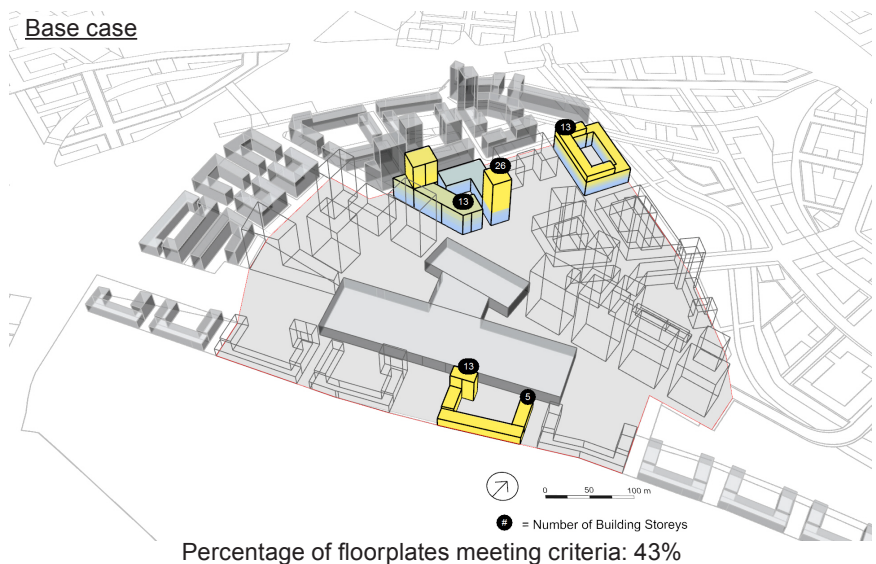 Base case
13
26
13
13
5
0 50 100 m
# = Number of Building Storeys
Percentage of floorplates meeting criteria: 43%